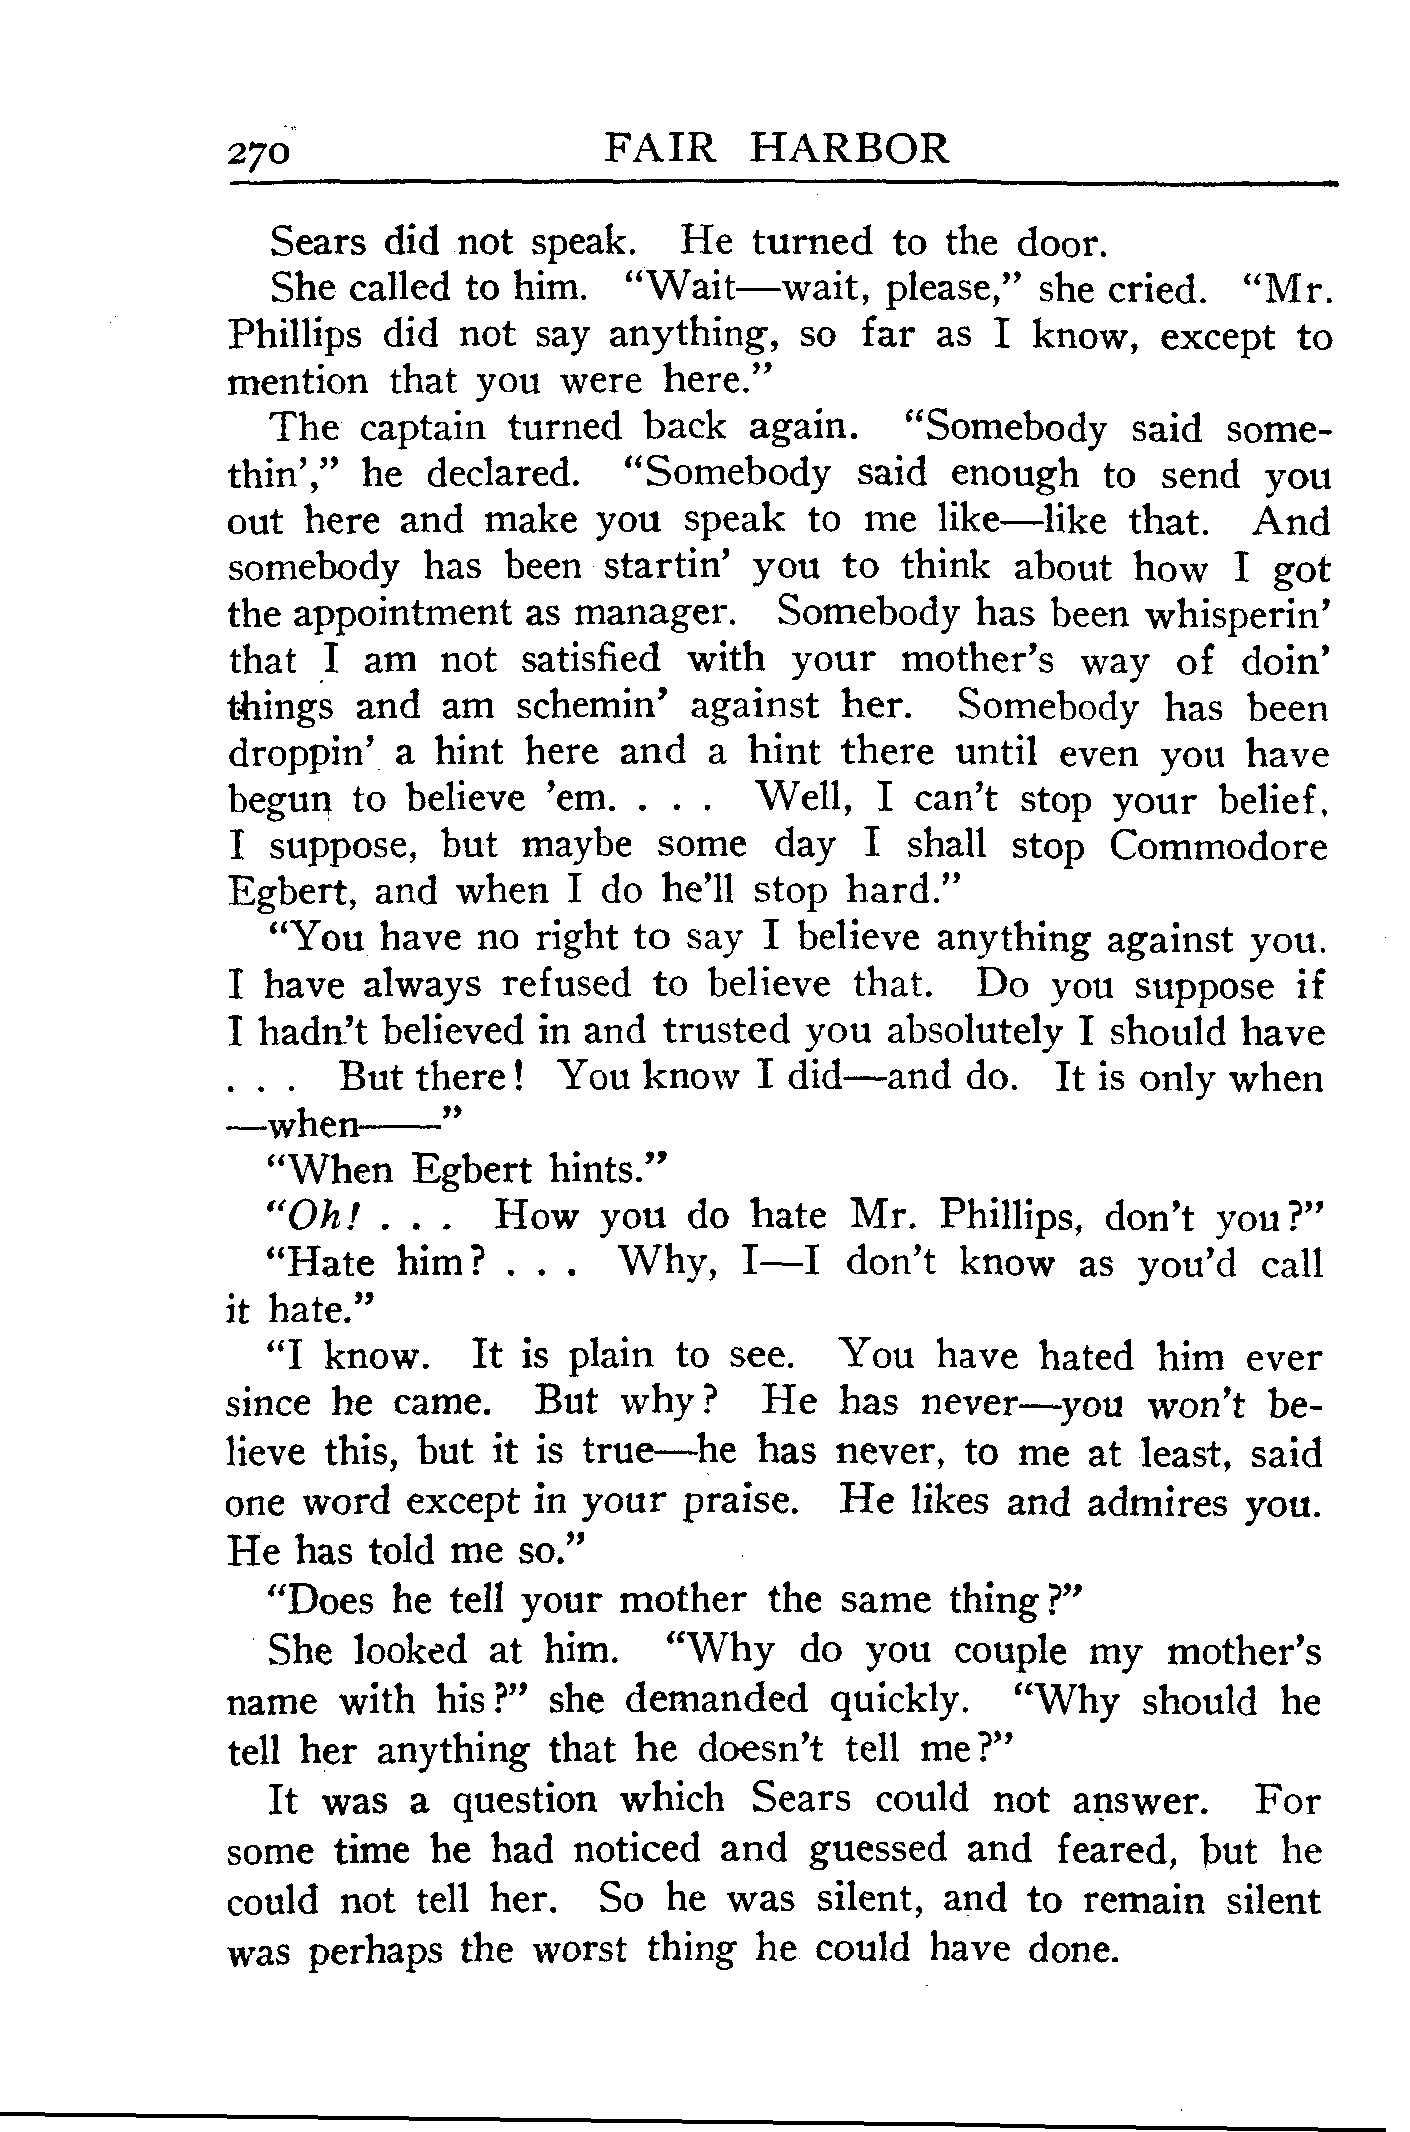 270 FAIR HARBOR
Sears did not speak. He turned to the door.
She called to him. “Wait—wait, please,” she cried. “Mr.
Phillips did not say anything, so far as I know, except to
mention that you were here.”
The captain turned back again. “Somebody said some-
thin’,” he declared. “Somebody said enough to send you
out here and make you speak to me like—like that. And
somebody has been startin’ you to think about how I got
the appointment as manager. Somebody has been whisperin’
that I am not satisfied with your mother’s way of doin’
things and am schemin’ against her. Somebody has been
droppin’ a hint here and a hint there until even you have
begun to believe ’em. . . . Well, I can’t stop your belief,
I suppose, but maybe some day I shall stop Commodore
Egbert, and when I do he’ll stop hard.”
“You have no right to say I believe anything against you.
I have always refused to believe that. Do you suppose if
I hadn’t believed in and trusted you absolutely I should have
. . . But there! You know I did—and do. It is only when
—when——”
“When Egbert hints.”
“Oh! . . . How you do hate Mr. Phillips, don’t you?”
“Hate him? . . . Why, I—I don’t know as you’d call
it hate.”
“I know. It is plain to see. You have hated him ever
since he came. But why? He has never—you won’t be-
lieve this, but it is true—he has never, to me at least, said
one word except in your praise. He likes and admires you.
He has told me so.”
“Does he tell your mother the same thing?”
She looked at him. “Why do you couple my mother’s
name with his?” she demanded quickly. “Why should he
tell her anything that he doesn’t tell me?”
It was a question which Sears could not answer. For
some time he had noticed and guessed and feared, but he
could not tell her. So he was silent, and to remain silent
was perhaps the worst thing he could have done.